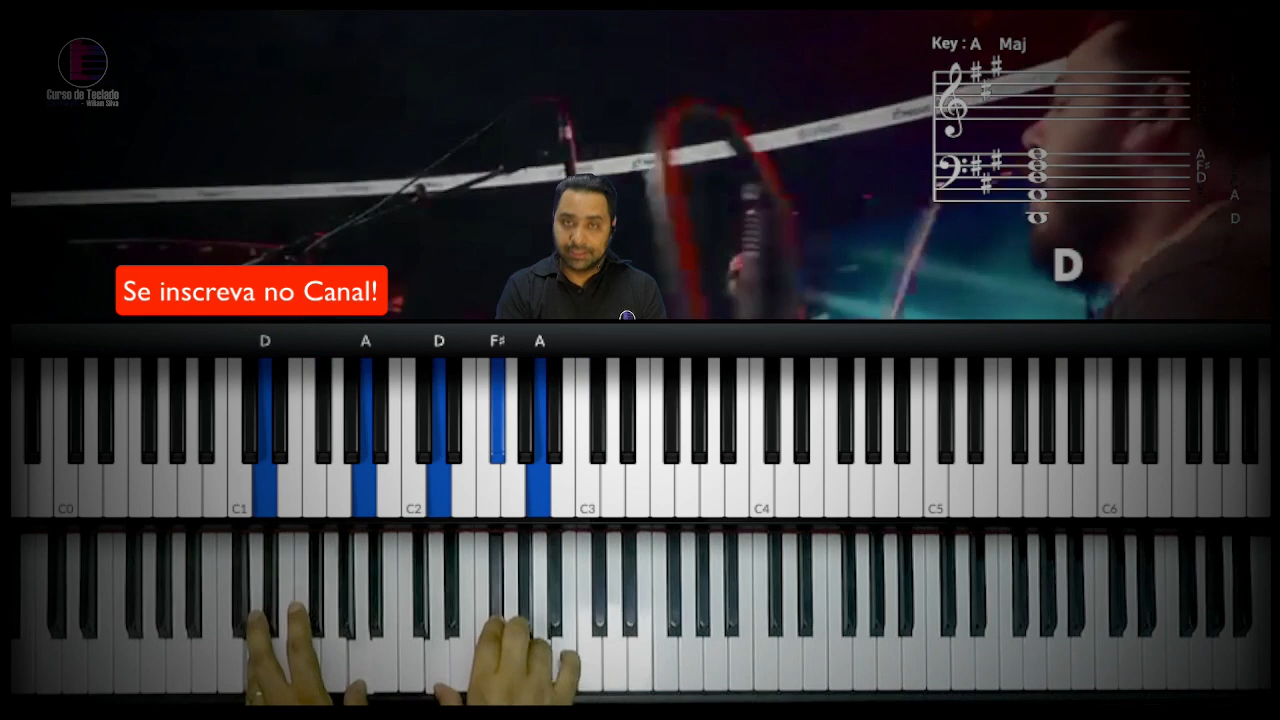 Curso de Teclado
- Wilian Silva
Key : A Maj
A
F♯
D
A
D
D
Se inscreva no Canal!
D A D F♯ A
C0 C1 C2 C3 C4 C5 C6